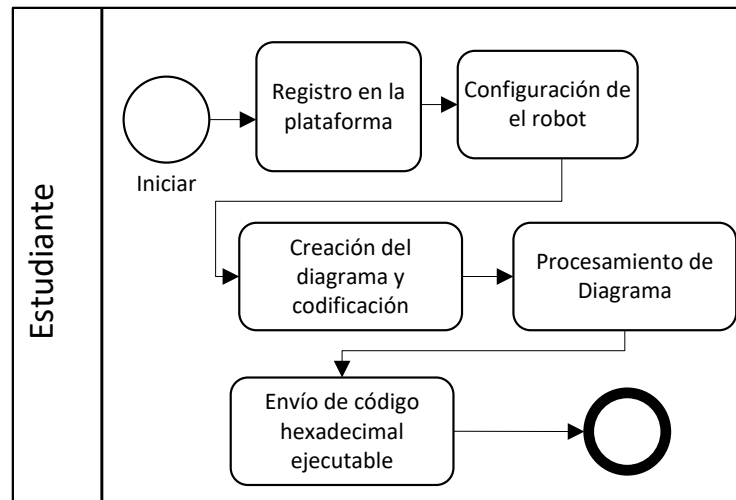 Estudiante
Iniciar
Registro en la
plataforma
Configuración de
el robot
Creación del
diagrama y
codificación
Procesamiento de
Diagrama
Envío de código
hexadecimal
ejecutable